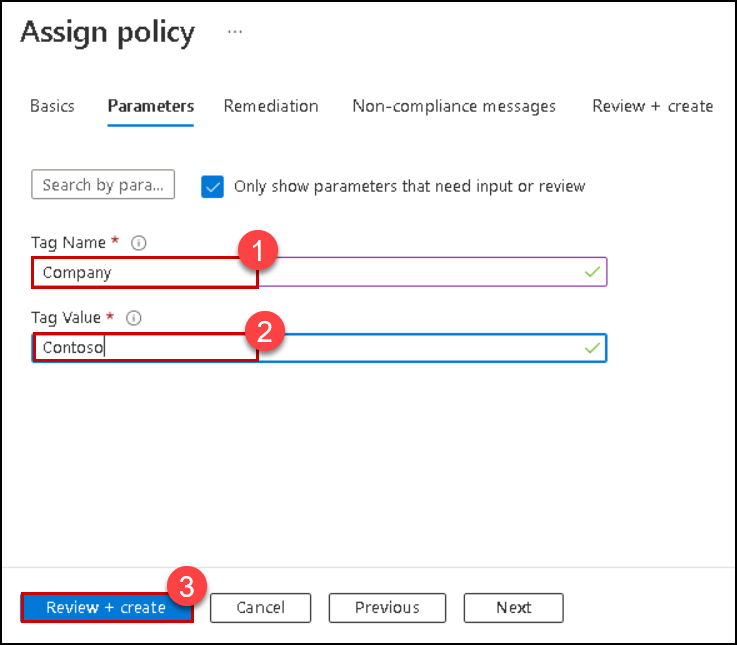 Assign policy ...
Basics Parameters Remediation Non-compliance messages Review + create
Search by para... Only show parameters that need input or review
Tag Name * i
1
Company
Tag Value * i
2
Contoso
3
Review + create Cancel Previous Next